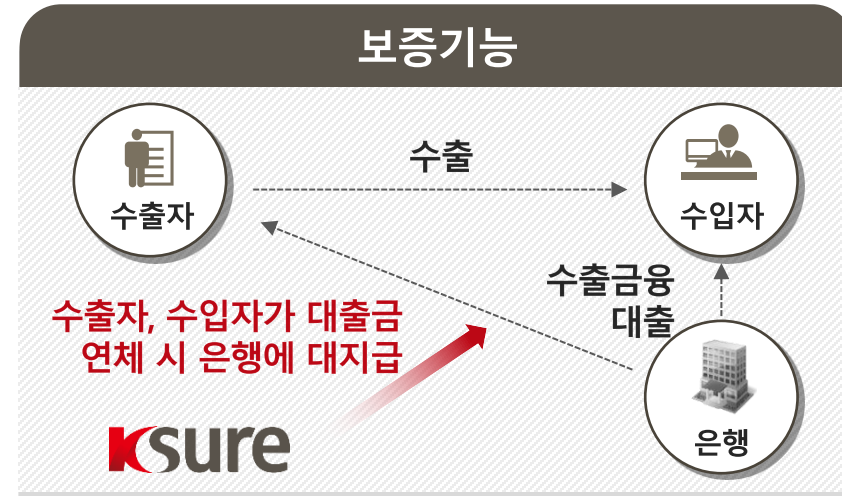 보증기능
수출
수출자
수입자
수출금융
대출
수출자, 수입자가 대출금
연체 시 은행에 대지급
Ksure
은행